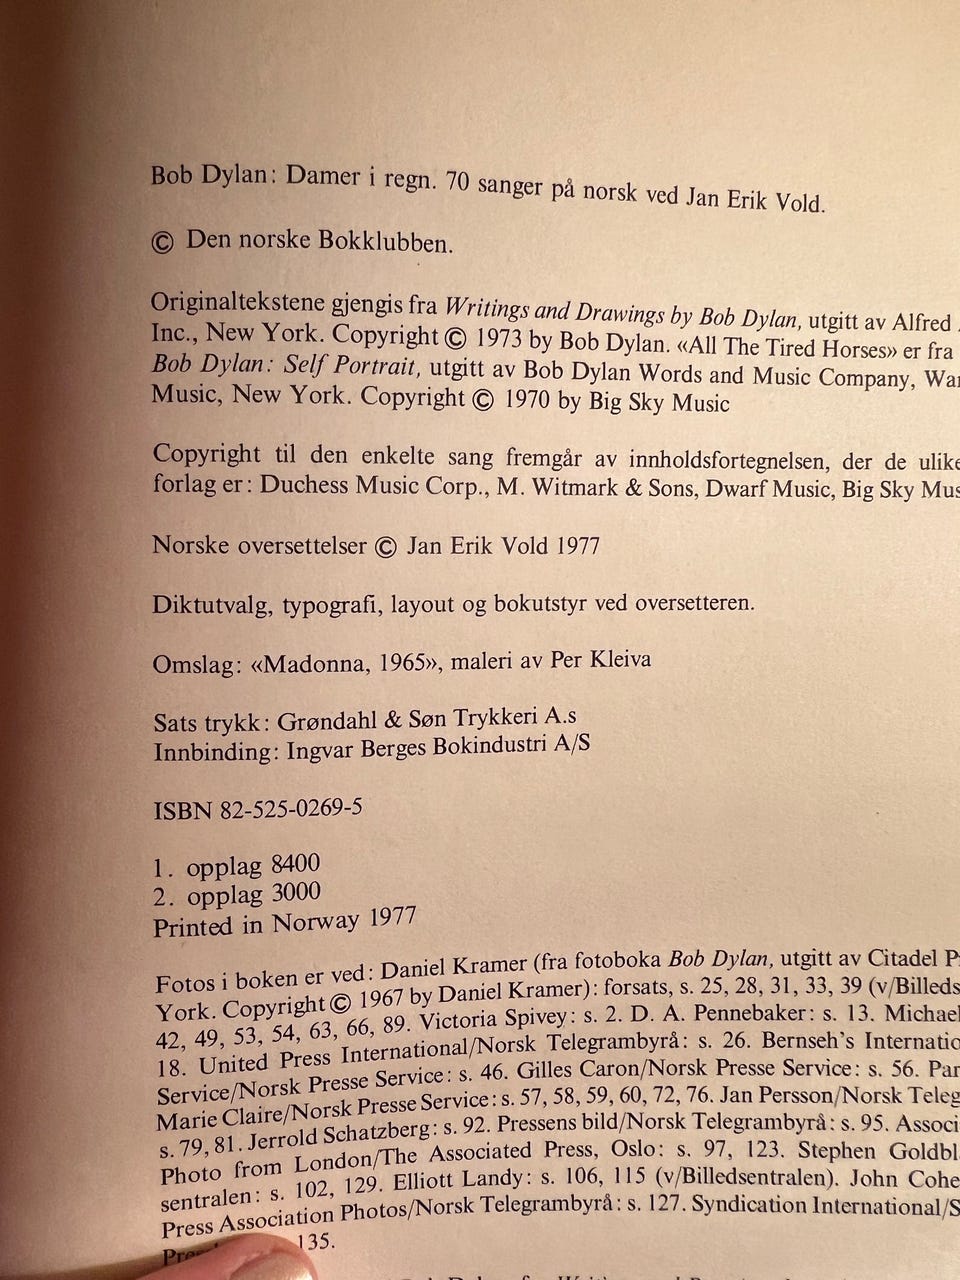 Bob Dylan: Damer i regn. 70 sanger på norsk ved Jan Erik Vold.
© Den norske Bokklubben.
Originaltekstene gjengis fra Writings and Drawings by Bob Dylan, utgitt av Alfred
Inc., New York. Copyright © 1973 by Bob Dylan. «All The Tired Horses» er fra
Bob Dylan: Self Portrait, utgitt av Bob Dylan Words and Music Company,
Music, New York. Copyright © 1970 by Big Sky Music
Copyright til den enkelte sang fremgår av innholdsfortegnelsen, der de ulike
forlag er: Duchess Music Corp., M. Witmark & Sons, Dwarf Music, Big Sky
Norske oversettelser © Jan Erik Vold 1977
Diktutvalg, typografi, layout og bokutstyr ved oversetteren.
Omslag: «Madonna, 1965», maleri av Per Kleiva
Sats trykk: Grøndahl & Søn Trykkeri A.s
Innbinding: Ingvar Berges Bokindustri A/S
ISBN 82-525-0269-5
1. opplag 8400
2. opplag 3000
Printed in Norway 1977
Fotos i boken er ved: Daniel Kramer (fra fotoboka Bob Dylan, utgitt av Citadel
York. Copyright © 1967 by Daniel Kramer): forsats, s. 25, 28, 31, 33, 39 (v/Billeds
42, 49, 53, 54, 63, 66, 89. Victoria Spivey: s. 2. D. A. Pennebaker: s. 13. Michael
18. United Press International/Norsk Telegrambyrå: s. 26. Bernseh's Internatio
Service/Norsk Presse Service: s. 46. Gilles Caron/Norsk Presse Service: s. 56. Par
Marie Claire/Norsk Presse Service: s. 57, 58, 59, 60, 72, 76. Jan Persson/Norsk Teleg
s. 79, 81. Jerrold Schatzberg: s. 92. Pressens bild/Norsk Telegrambyrå: s. 95. Associ
Photo from London/The Associated Press, Oslo: s. 97, 123. Stephen Goldbl
sentralen: s. 102, 129. Elliott Landy: s. 106, 115 (v/Billedsentralen). John Cohe
Press Association Photos/Norsk Telegrambyrå: s. 127. Syndication International/S
135.